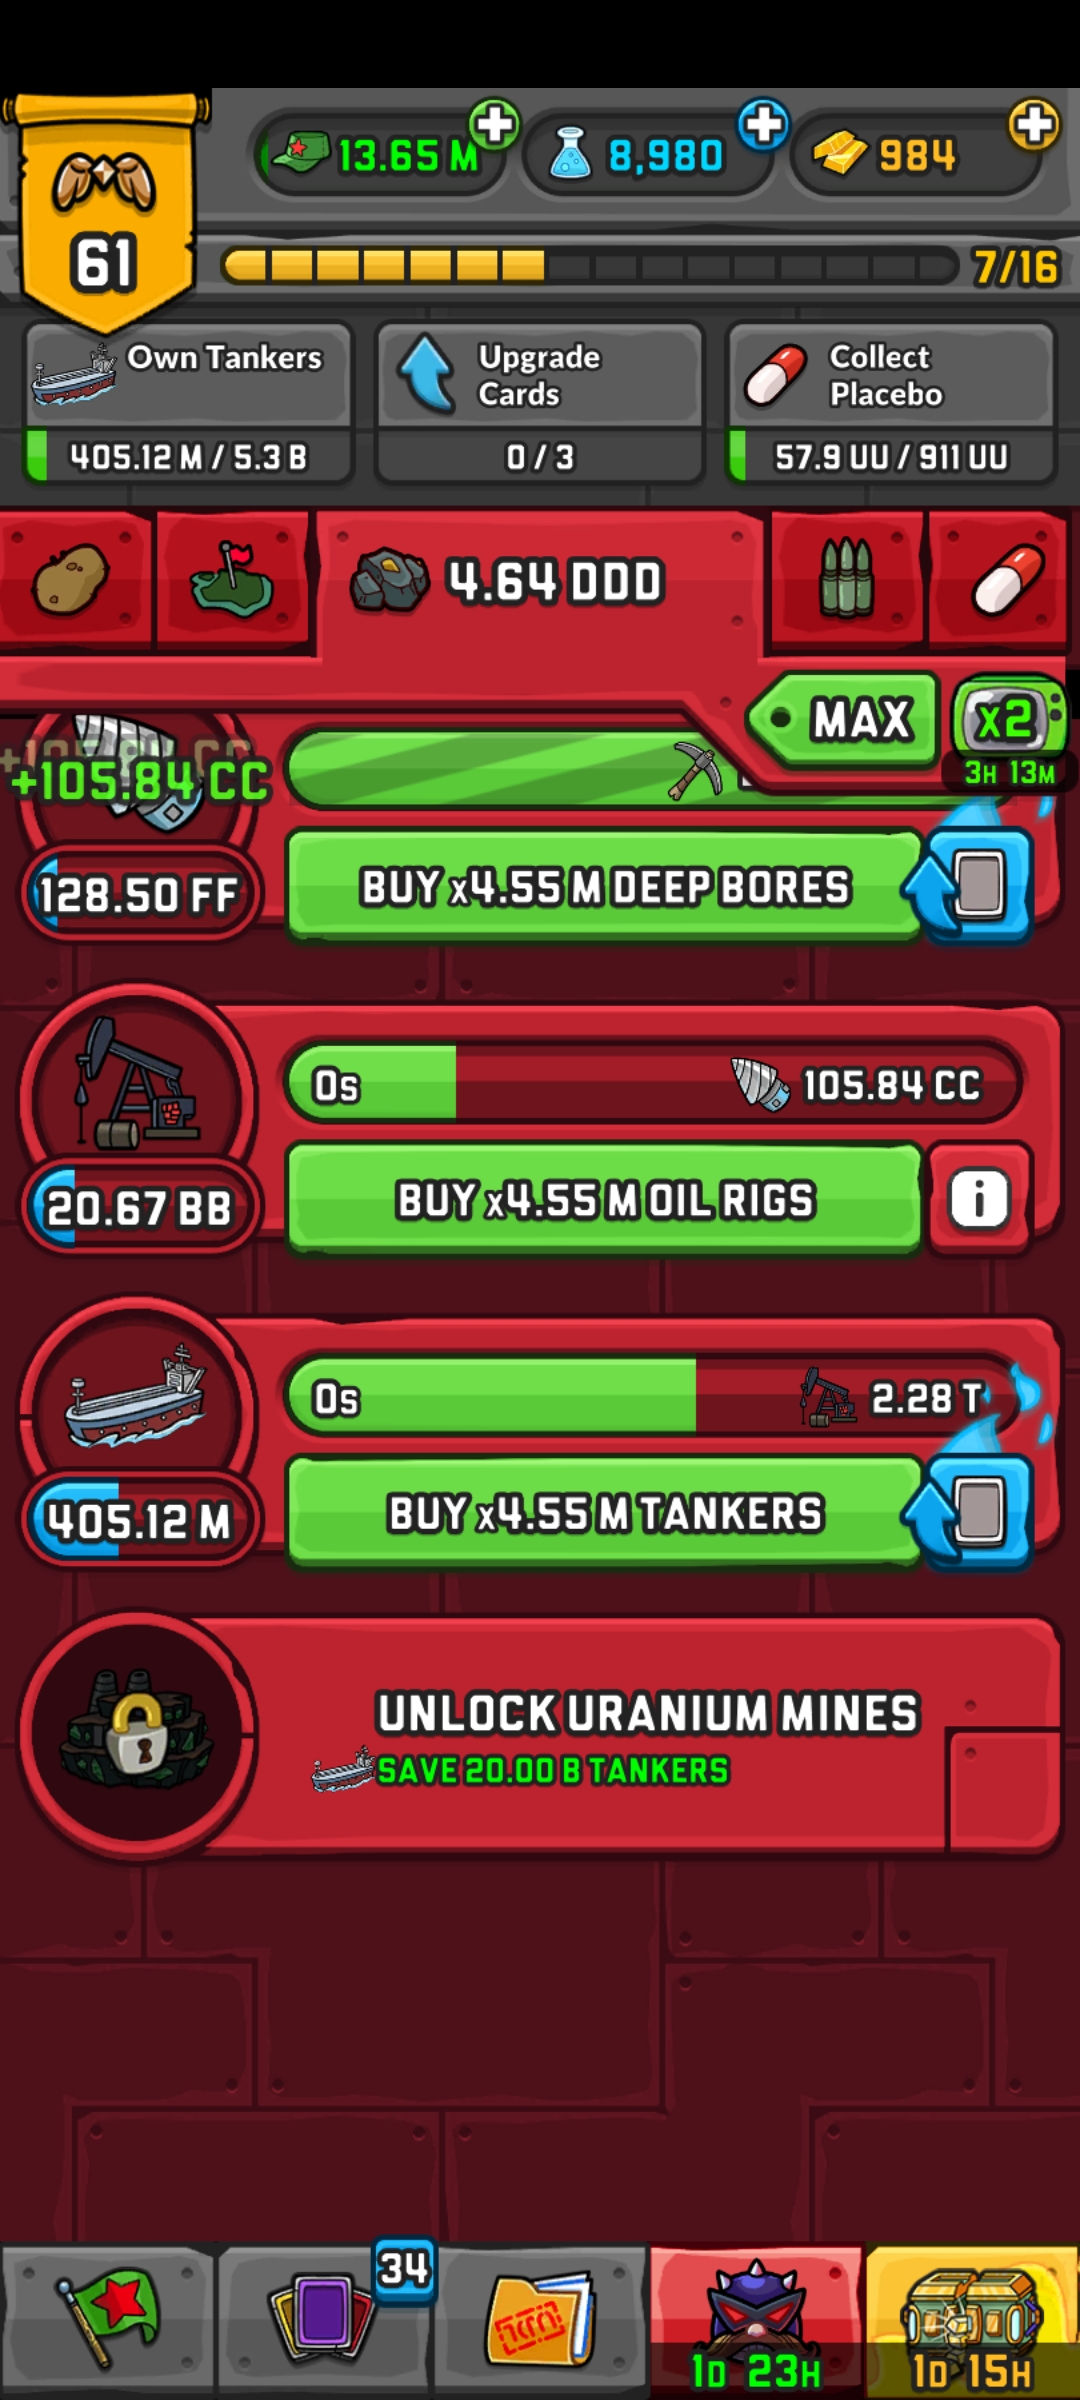 13.65 M
8,980
984
61
7/16
Own Tankers
405.12 M / 5.3 B
Upgrade
Cards
0 / 3
Collect
Placebo
57.9 UU / 911 UU
4.64 DDD
MAX
x2
3H 13M
+105.84 CC
128.50 FF
BUY x4.55 M DEEP BORES
0s
105.84 CC
20.67 BB
BUY x4.55 M OIL RIGS
i
0s
2.28 T
405.12 M
BUY x4.55 M TANKERS
UNLOCK URANIUM MINES
SAVE 20.00 B TANKERS
34
1D 23H
1D 15H